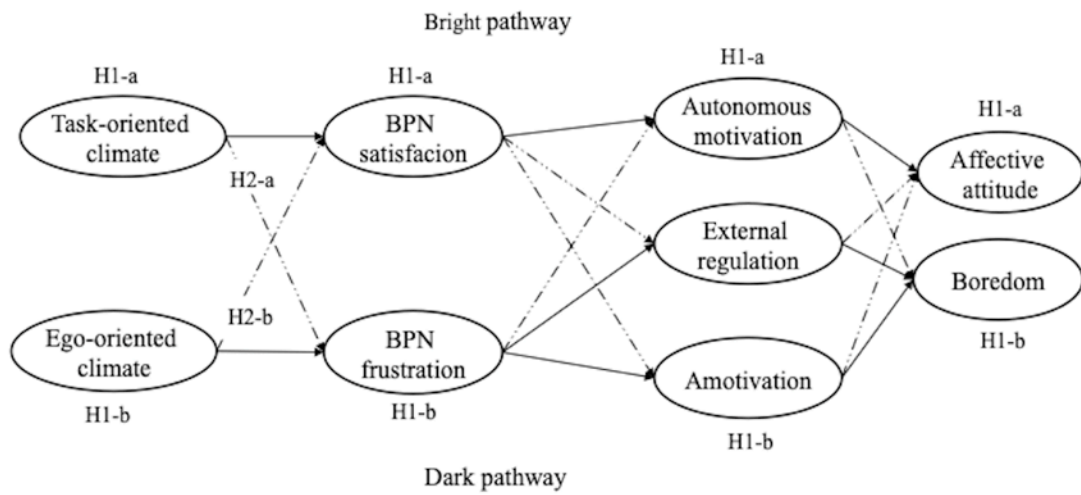 Bright pathway
H1-a
Task-oriented
climate
H1-a
BPN
satisfacion
H1-a
Autonomous
motivation
H1-a
Affective
attitude
H2-a
External
regulation
H2-b
Ego-oriented
climate
H1-b
BPN
frustration
H1-b
Amotivation
H1-b
Boredom
H1-b
Dark pathway